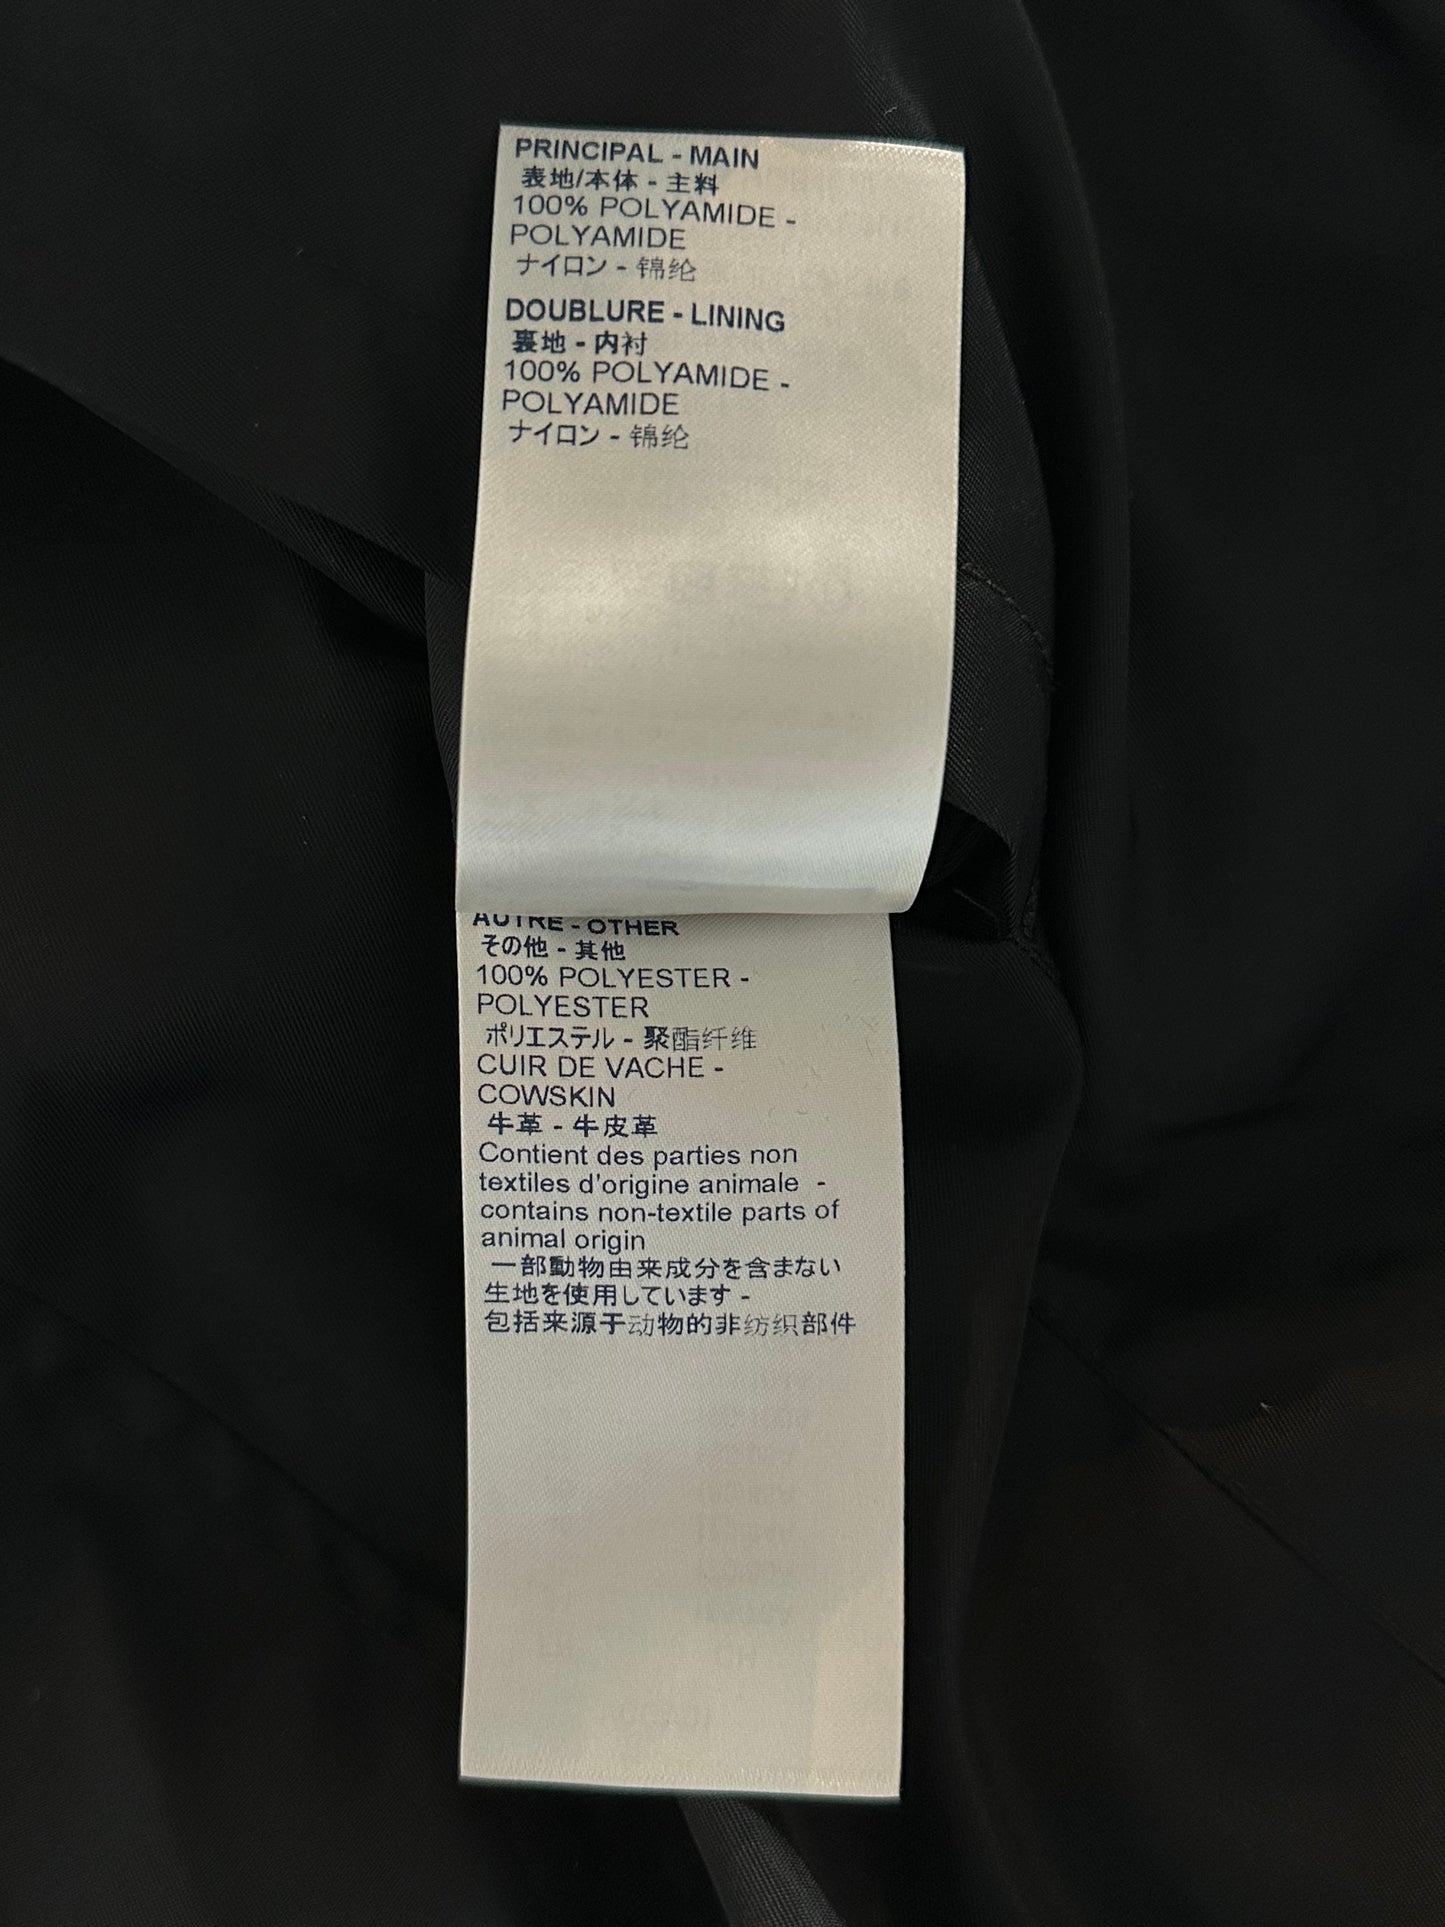 PRINCIPAL - MAIN
表地/本体 - 主料
100% POLYAMIDE -
POLYAMIDE
ナイロン - 锦纶
DOUBLURE - LINING
裏地 - 内衬
100% POLYAMIDE -
POLYAMIDE
ナイロン - 锦纶
AUTRE - OTHER
その他 - 其他
100% POLYESTER -
POLYESTER
ポリエステル - 聚酯纤维
CUIR DE VACHE -
COWSKIN
牛革 - 牛皮革
Contient des parties non
textiles d'origine animale -
contains non-textile parts of
animal origin
一部動物由来成分を含まない
生地を使用しています -
包括来源于动物的非纺织部件